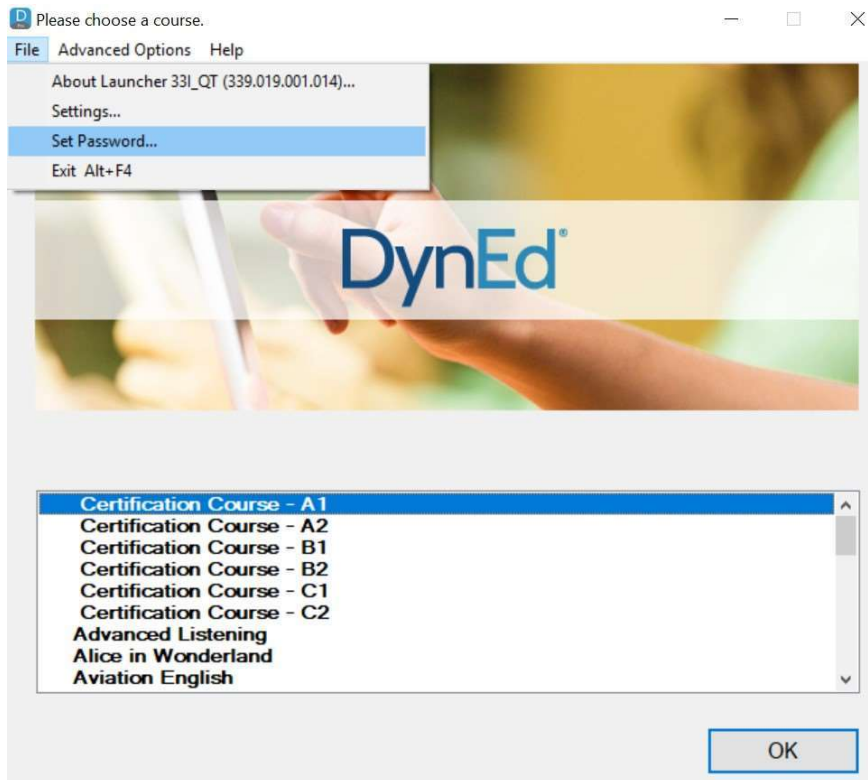 Please choose a course.
File Advanced Options Help
About Launcher 33I_QT (339.019.001.014)...
Settings...
Set Password...
Exit Alt+F4
DynEd®
Certification Course - A1
Certification Course - A2
Certification Course - B1
Certification Course - B2
Certification Course - C1
Certification Course - C2
Advanced Listening
Alice in Wonderland
Aviation English
OK